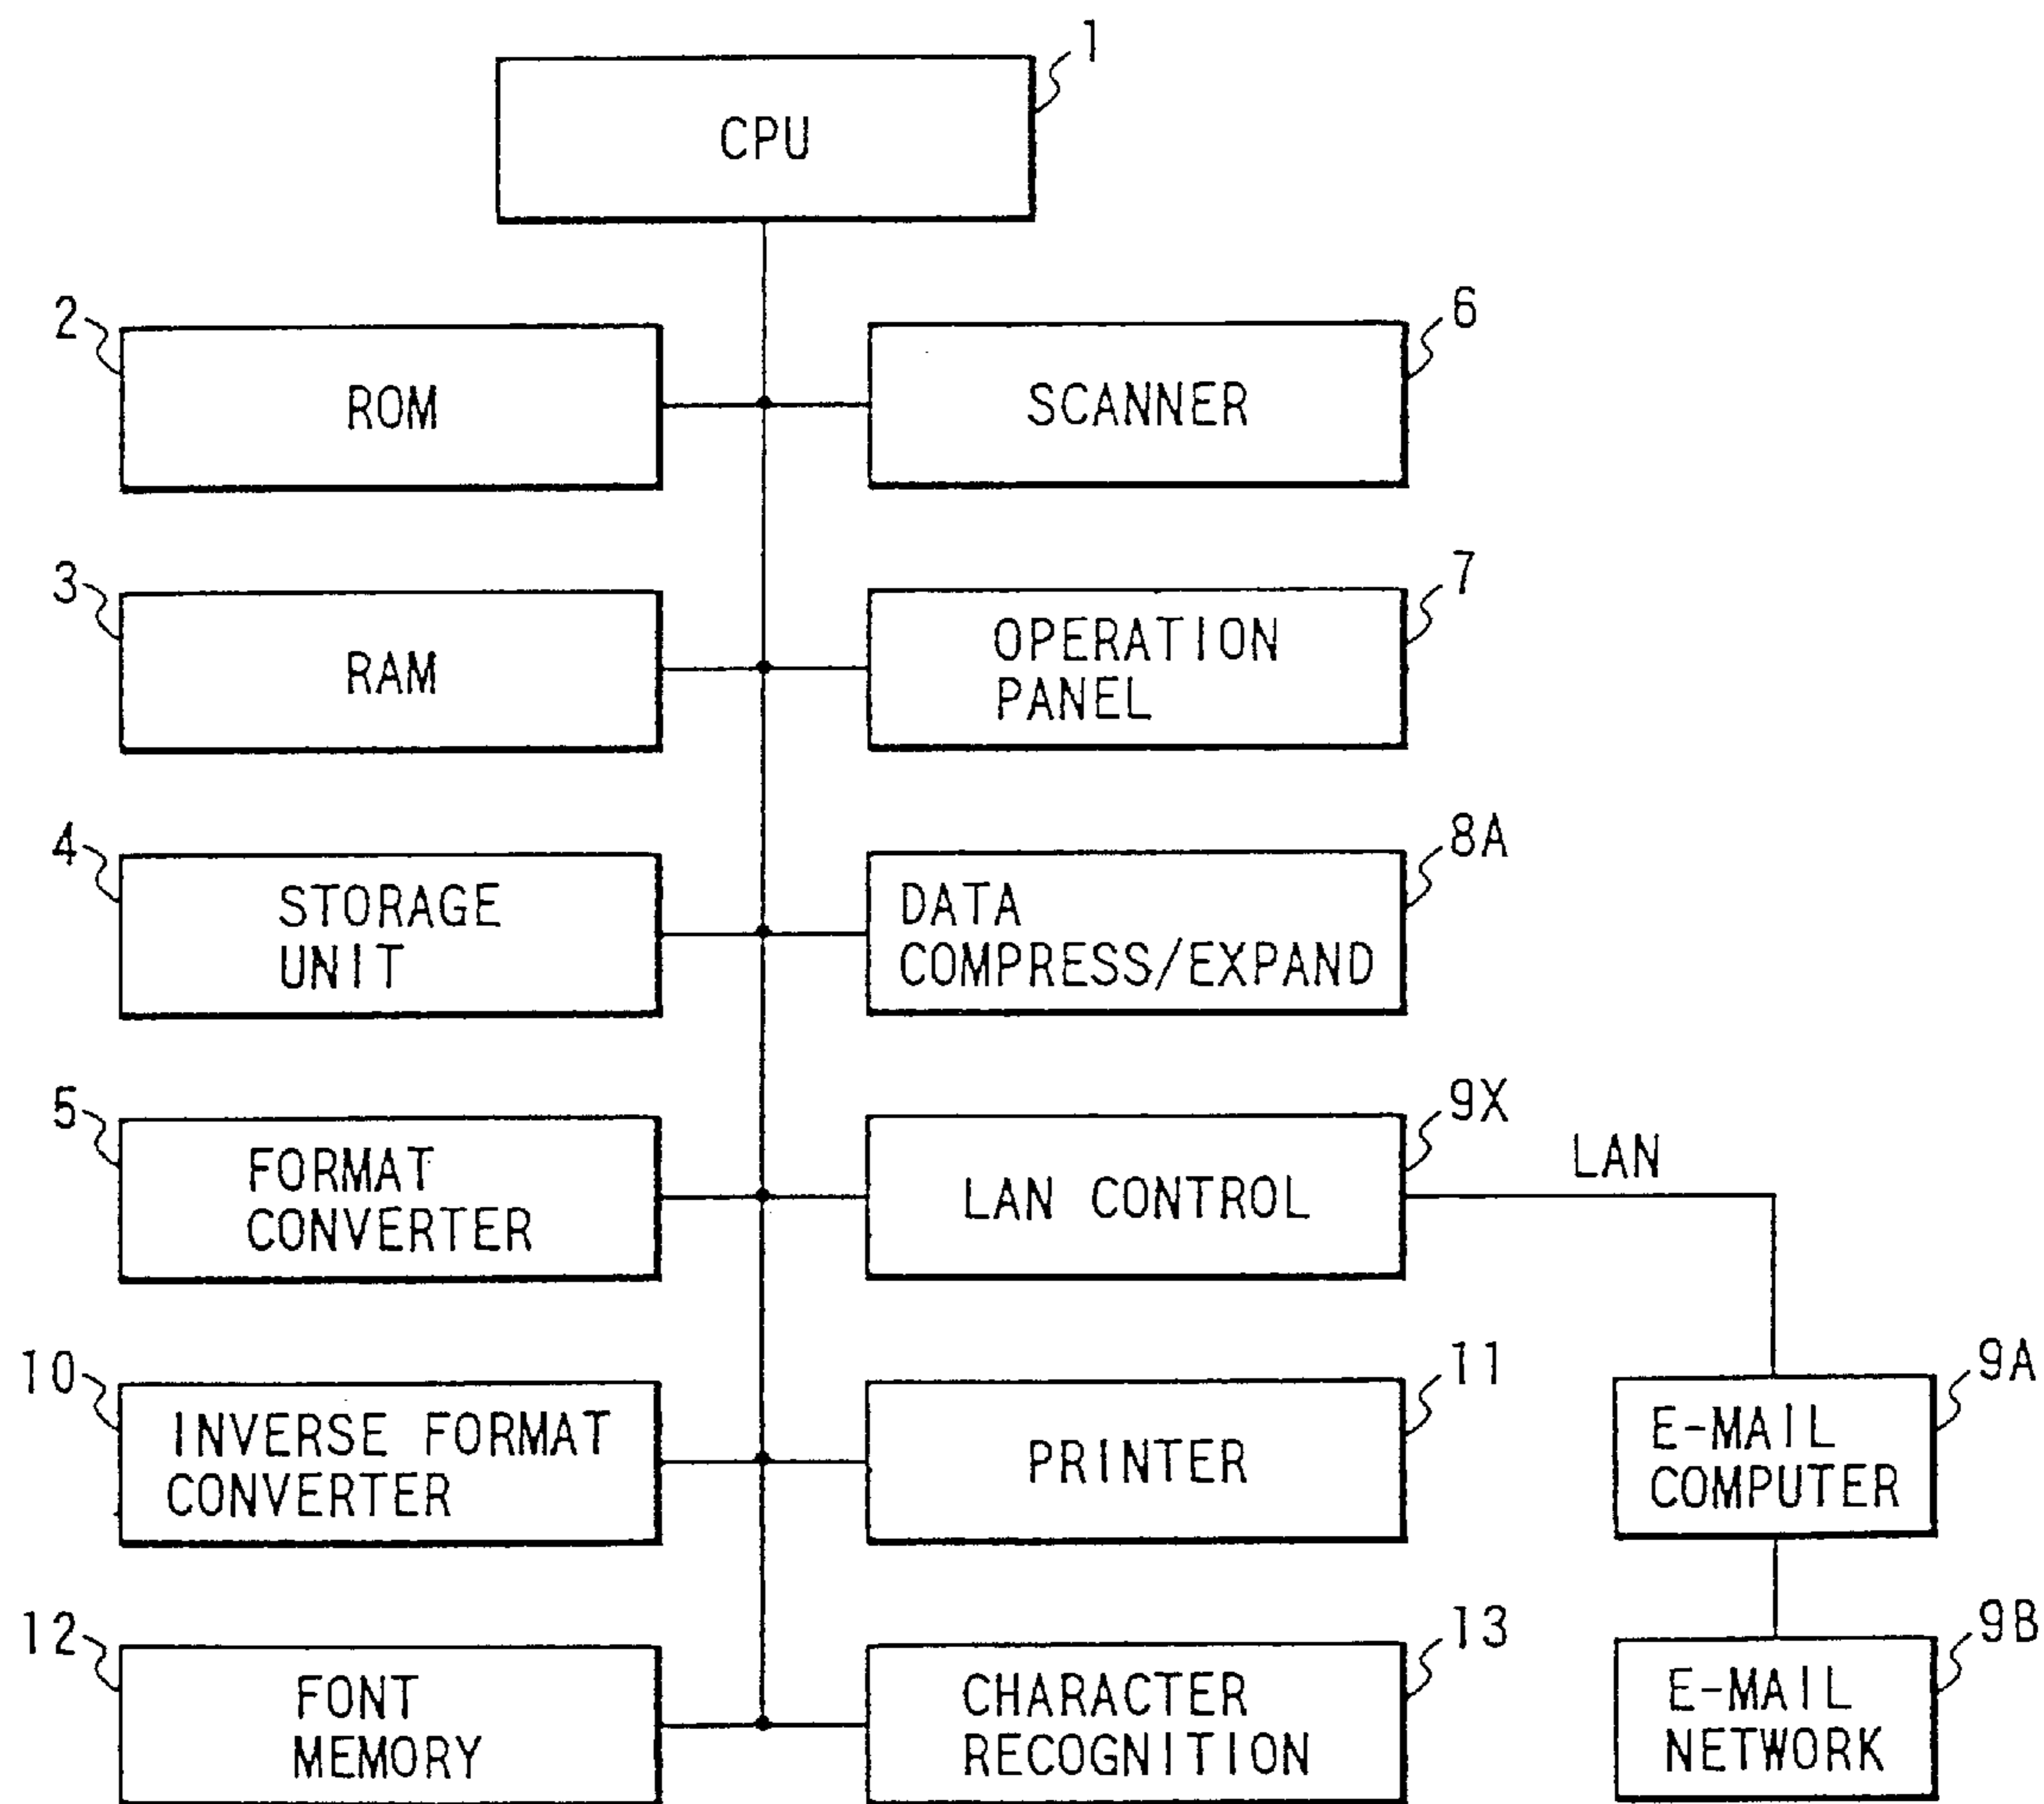 1
CPU
2
ROM
6
SCANNER
3
RAM
7
OPERATION
PANEL
4
STORAGE
UNIT
8A
DATA
COMPRESS/EXPAND
5
FORMAT
CONVERTER
9X
LAN CONTROL
LAN
10
INVERSE FORMAT
CONVERTER
11
PRINTER
9A
E-MAIL
COMPUTER
12
FONT
MEMORY
13
CHARACTER
RECOGNITION
9B
E-MAIL
NETWORK